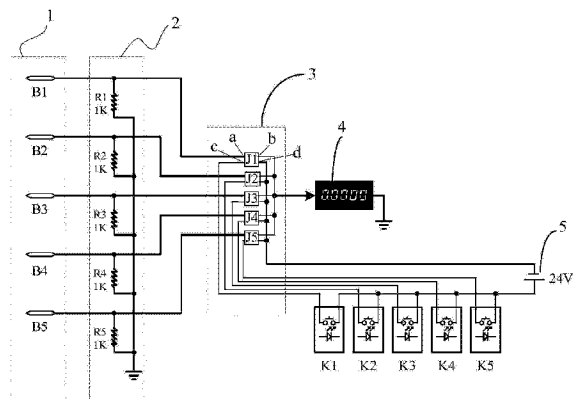 1
2
3
4
5
B1
B2
B3
B4
B5
R1
1K
R2
1K
R3
1K
R4
1K
R5
1K
a
b
c
d
J1
J2
J3
J4
J5
00000
24V
K1
K2
K3
K4
K5